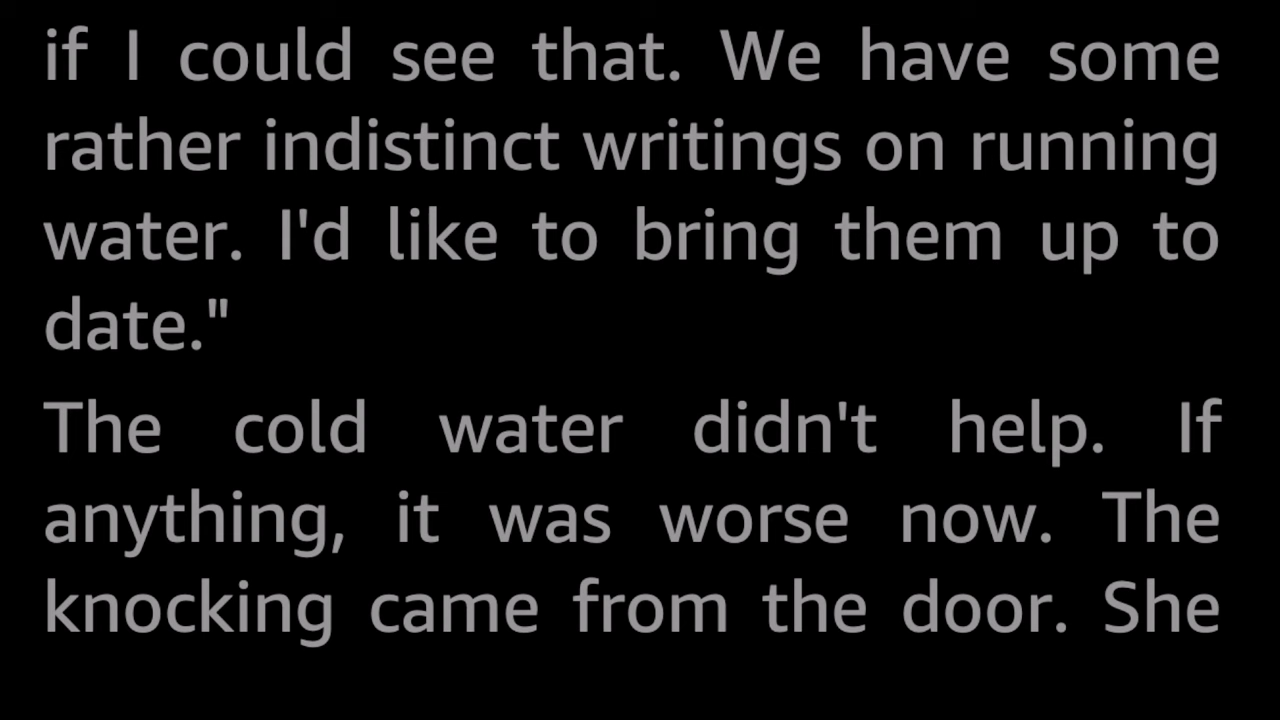 if I could see that. We have some
rather indistinct writings on running
water. I'd like to bring them up to
date."
The cold water didn't help. If
anything, it was worse now. The
knocking came from the door. She